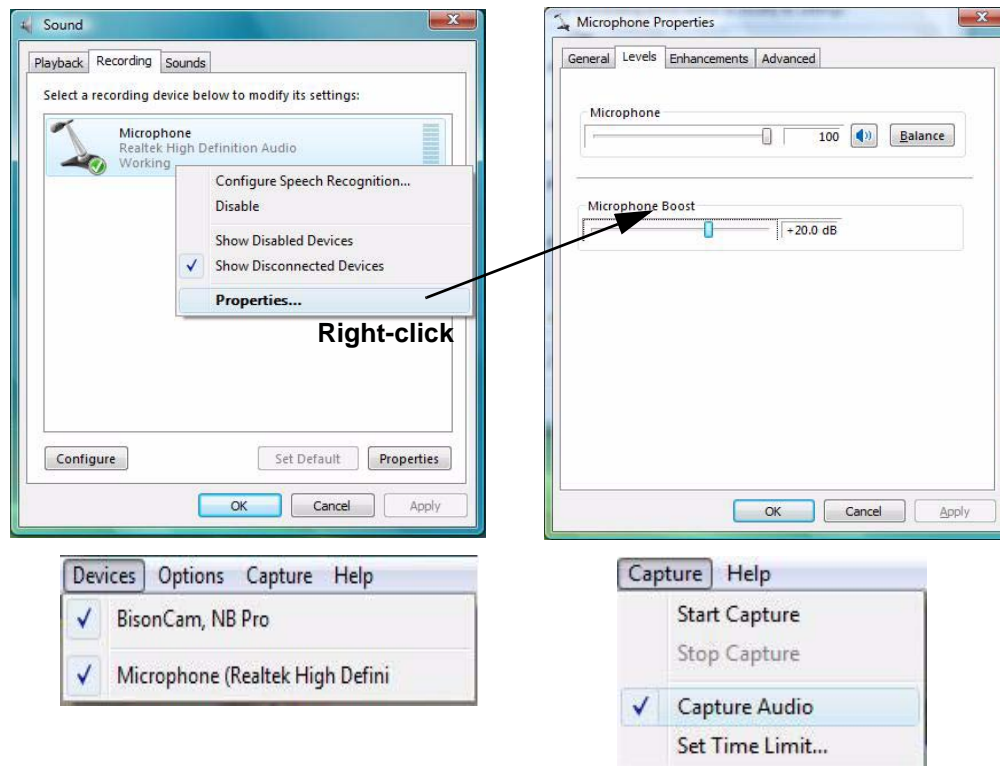 Sound
Playback Recording Sounds
Select a recording device below to modify its settings:
Microphone
Realtek High Definition Audio
Working
Configure Speech Recognition...
Disable
Show Disabled Devices
Show Disconnected Devices
Properties...
Right-click
Configure Set Default Properties
OK Cancel Apply
Microphone Properties
General Levels Enhancements Advanced
Microphone
100 Balance
Microphone Boost
+20.0 dB
OK Cancel Apply
Devices Options Capture Help
BisonCam, NB Pro
Microphone (Realtek High Defini
Capture Help
Start Capture
Stop Capture
Capture Audio
Set Time Limit...